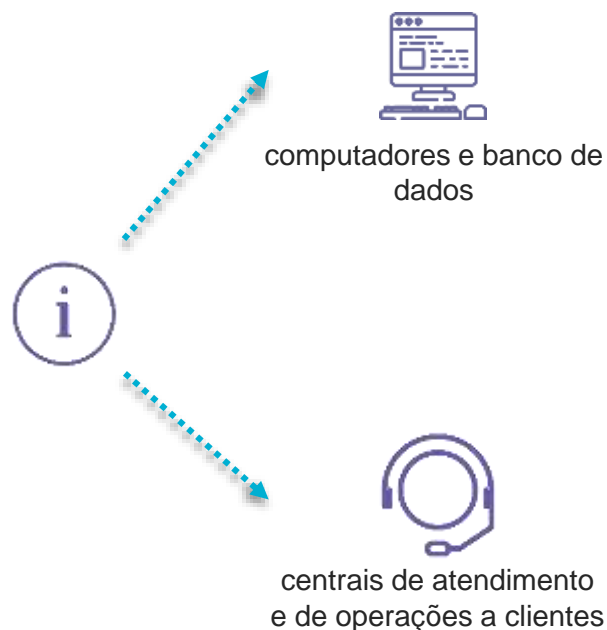 computadores e banco de
dados
i
centrais de atendimento
e de operações a clientes